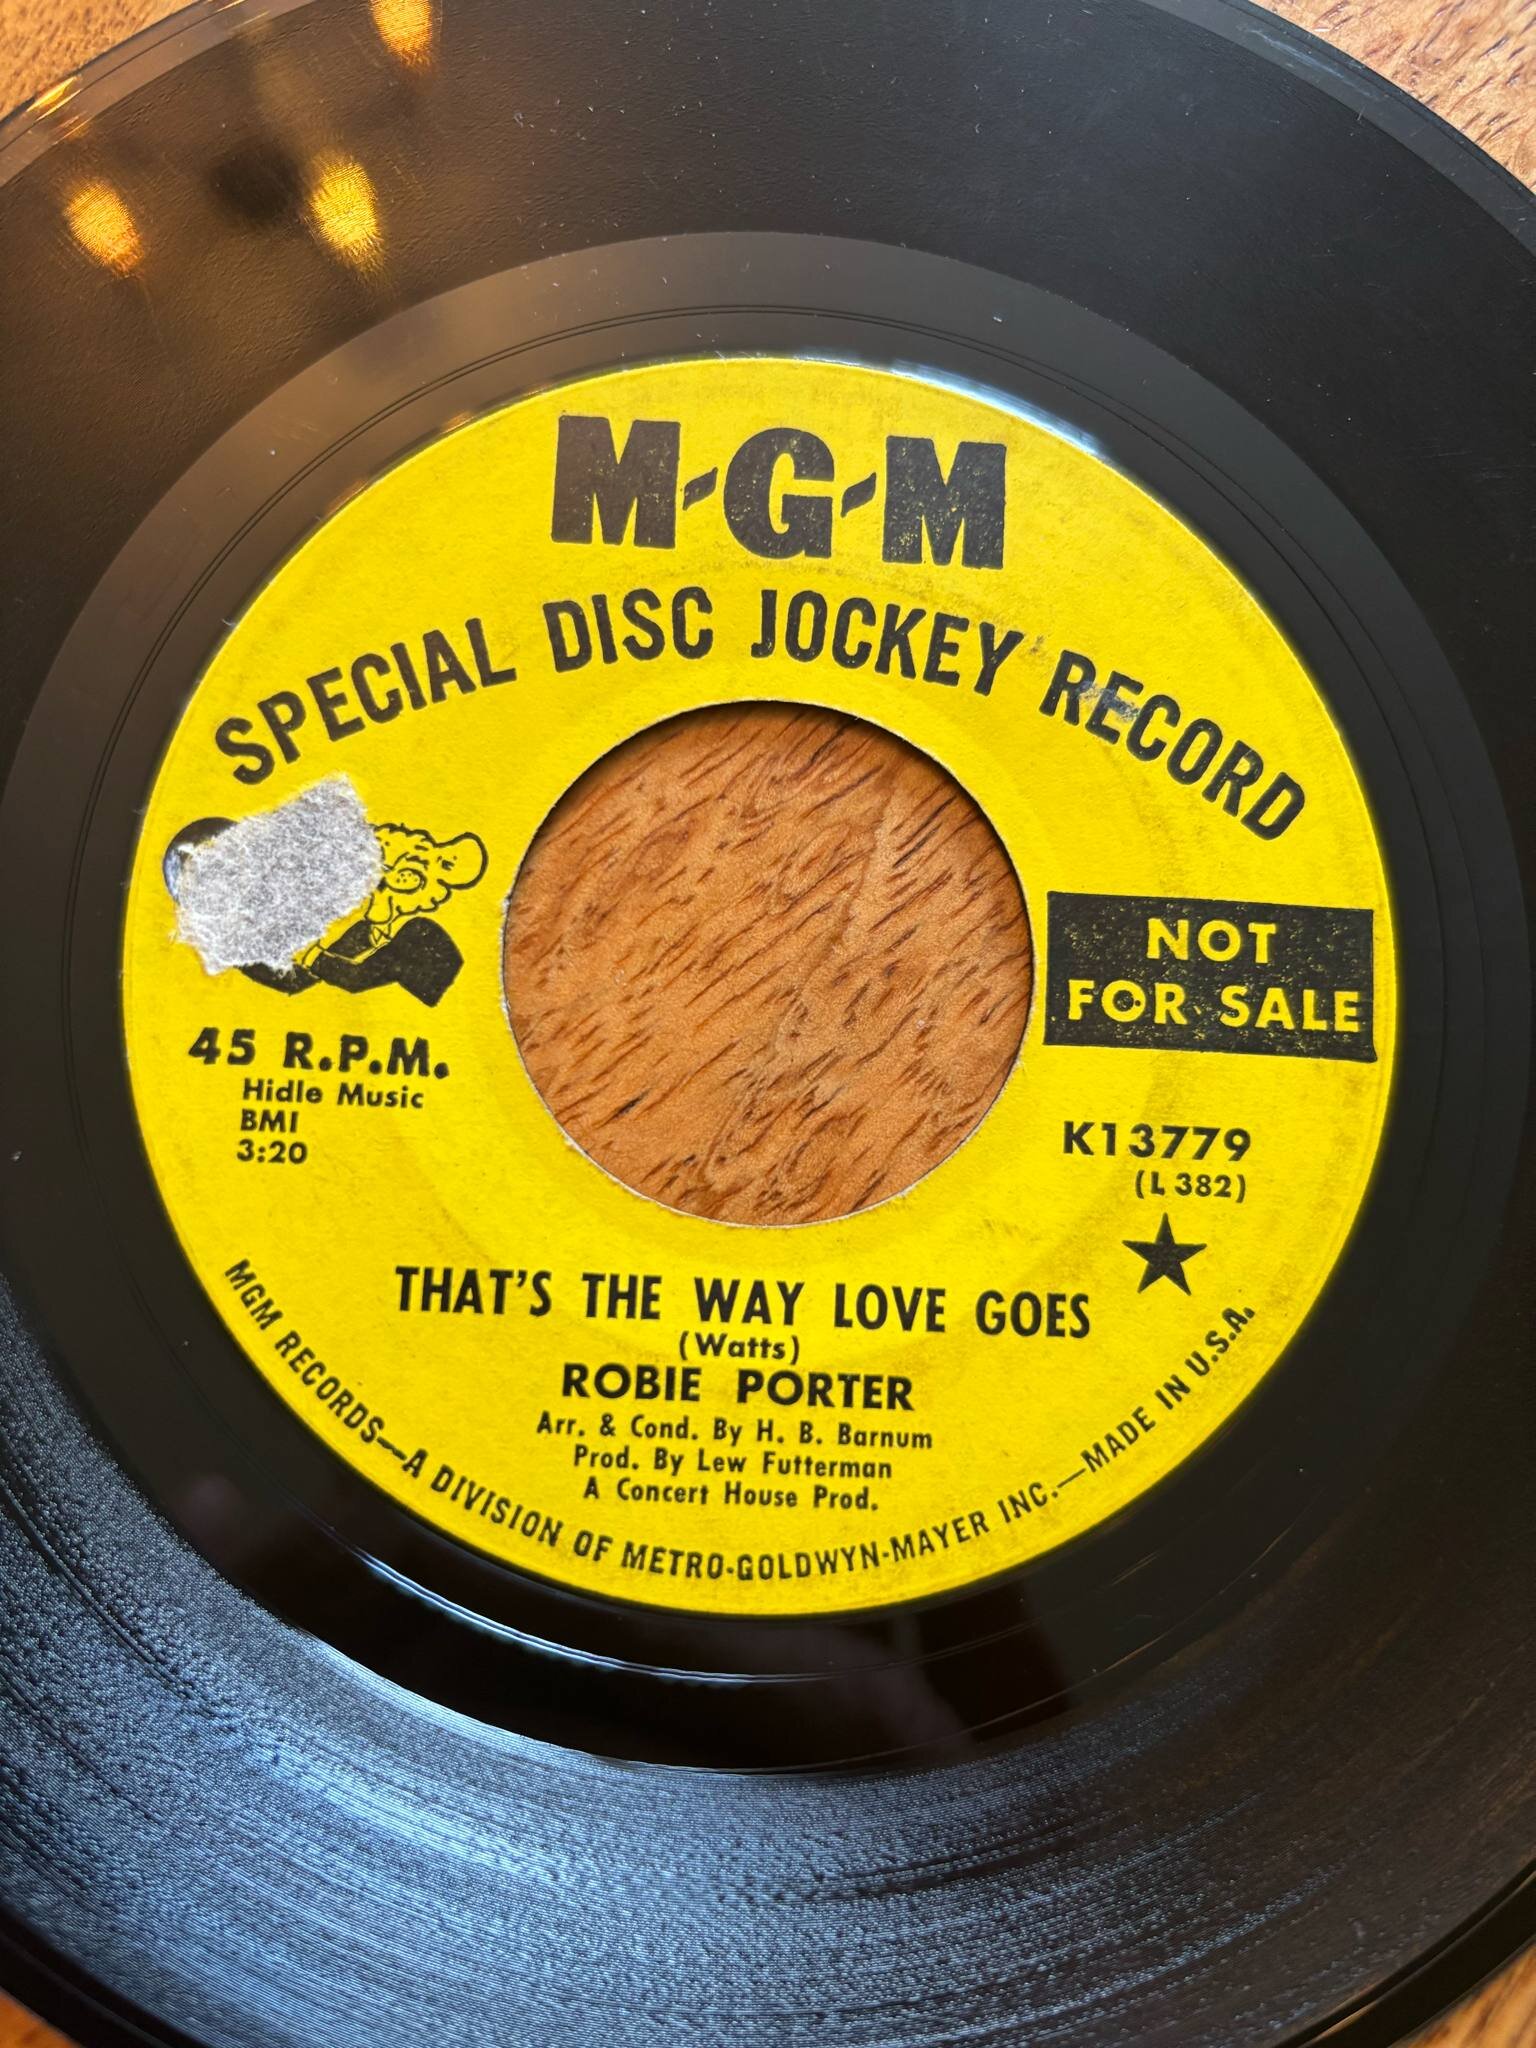 M-G-M
SPECIAL DISC JOCKEY RECORD
NOT
FOR SALE
45 R.P.M.
Hidle Music
BMI
3:20
K13779
(L 382)
THAT'S THE WAY LOVE GOES
(Watts)
ROBIE PORTER
Arr. & Cond. By H. B. Barnum
Prod. By Lew Futterman
A Concert House Prod.
MGM RECORDS—A DIVISION OF METRO-GOLDWYN-MAYER INC.—MADE IN U.S.A.